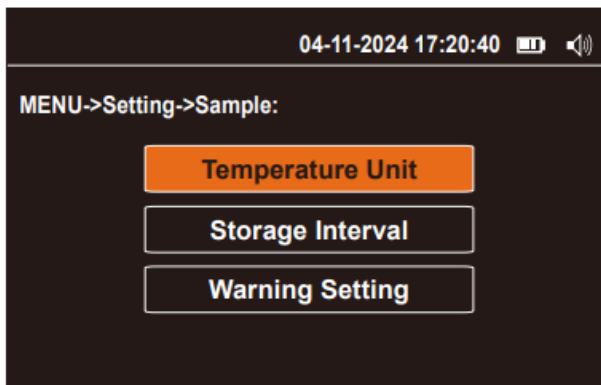 04-11-2024 17:20:40
MENU->Setting->Sample:
Temperature Unit
Storage Interval
Warning Setting